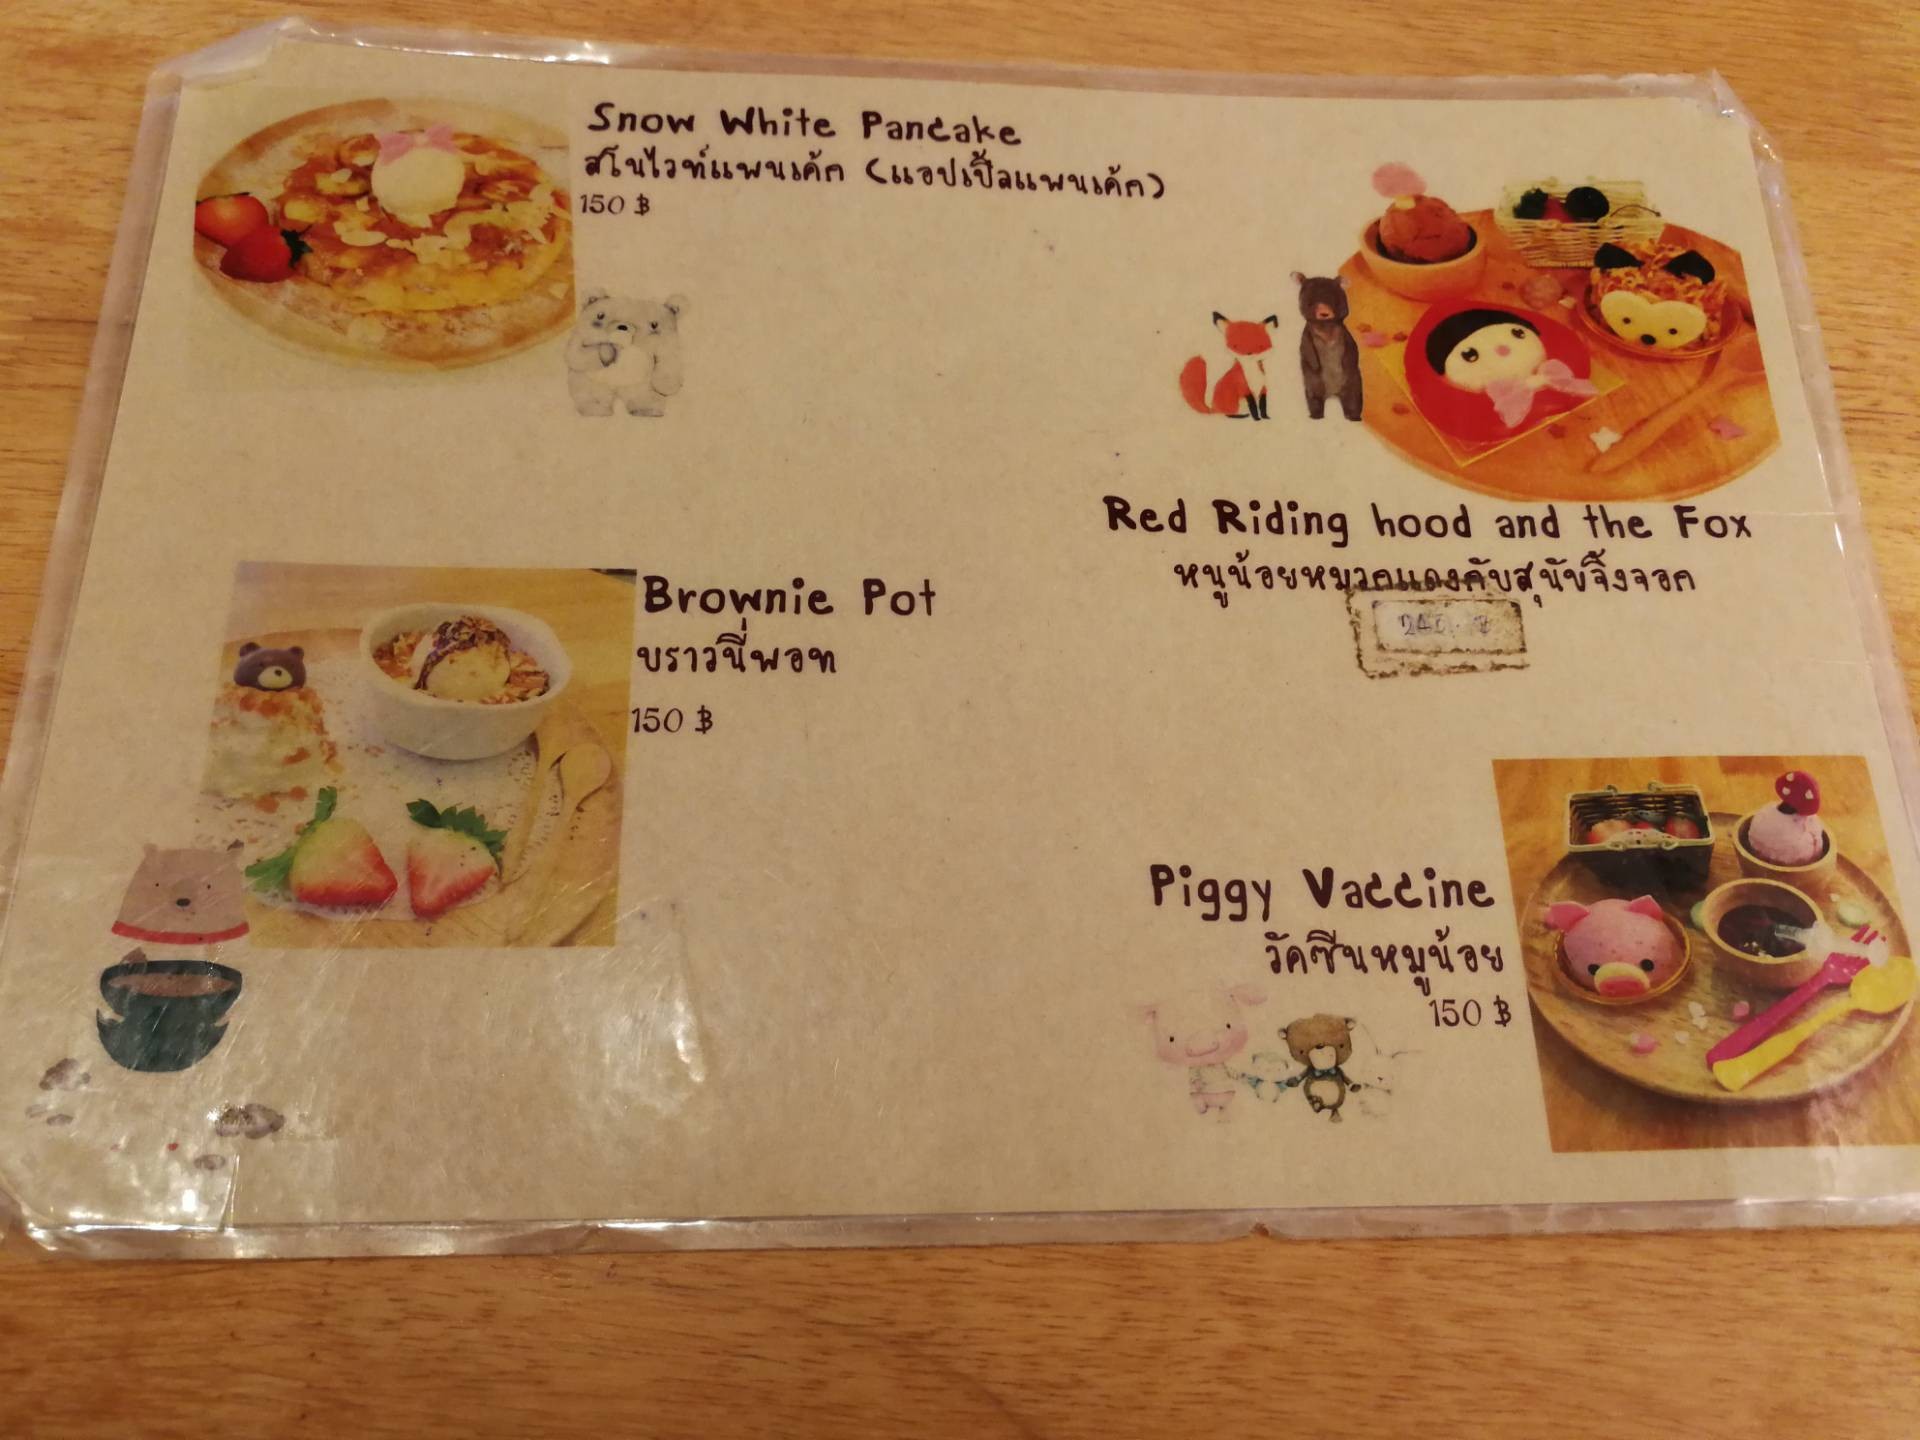 Snow White Pancake
สโนไวท์แพนเค้ก (แอปเปิ้ลแพนเค้ก)
150 ฿
Red Riding hood and the Fox
หนูน้อยหมวกแดงกับสุนัขจิ้งจอก
Brownie Pot
บราวนี่พอท
150 ฿
Piggy Vaccine
วัคซีนหมูน้อย
150 ฿